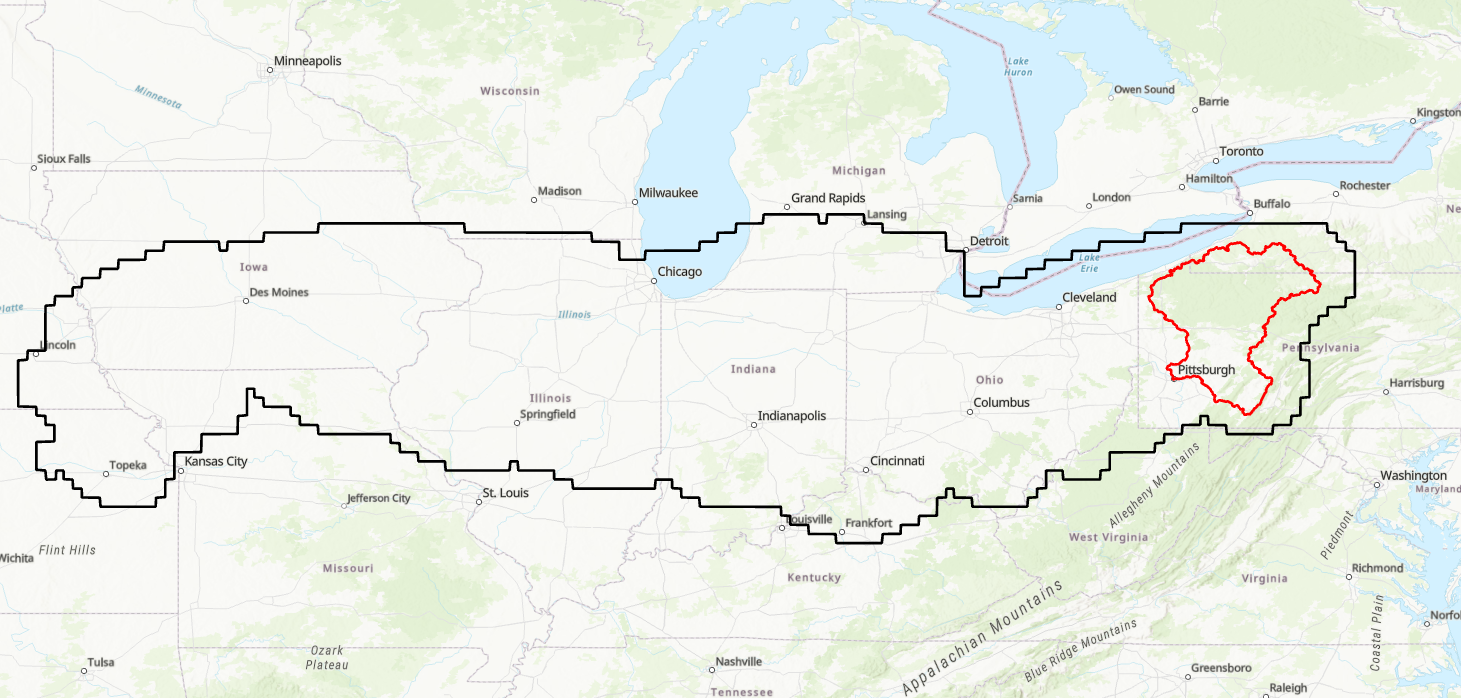 Minneapolis
Minnesota
Wisconsin
Lake
Huron
Owen Sound
Barrie
Kingston
Sioux Falls
Toronto
Michigan
Hamilton
Rochester
Madison
Milwaukee
Grand Rapids
Sarnia
London
Buffalo
Ne
Lansing
Detroit
Iowa
Chicago
Lake
Erie
Des Moines
Cleveland
Platte
Illinois
Lincoln
Pennsylvania
Indiana
Pittsburgh
Ohio
Harrisburg
Illinois
Springfield
Columbus
Indianapolis
Topeka
Kansas City
Cincinnati
Allegheny Mountains
Washington
Maryland
Jefferson City
St. Louis
Louisville
Frankfort
Piedmont
West Virginia
Wichita
Flint Hills
Missouri
Kentucky
Virginia
Richmond
Appalachian Mountains
Coastal Plain
Norfo
Ozark
Plateau
Blue Ridge Mountains
Tulsa
Nashville
Greensboro
Tennessee
Raleigh